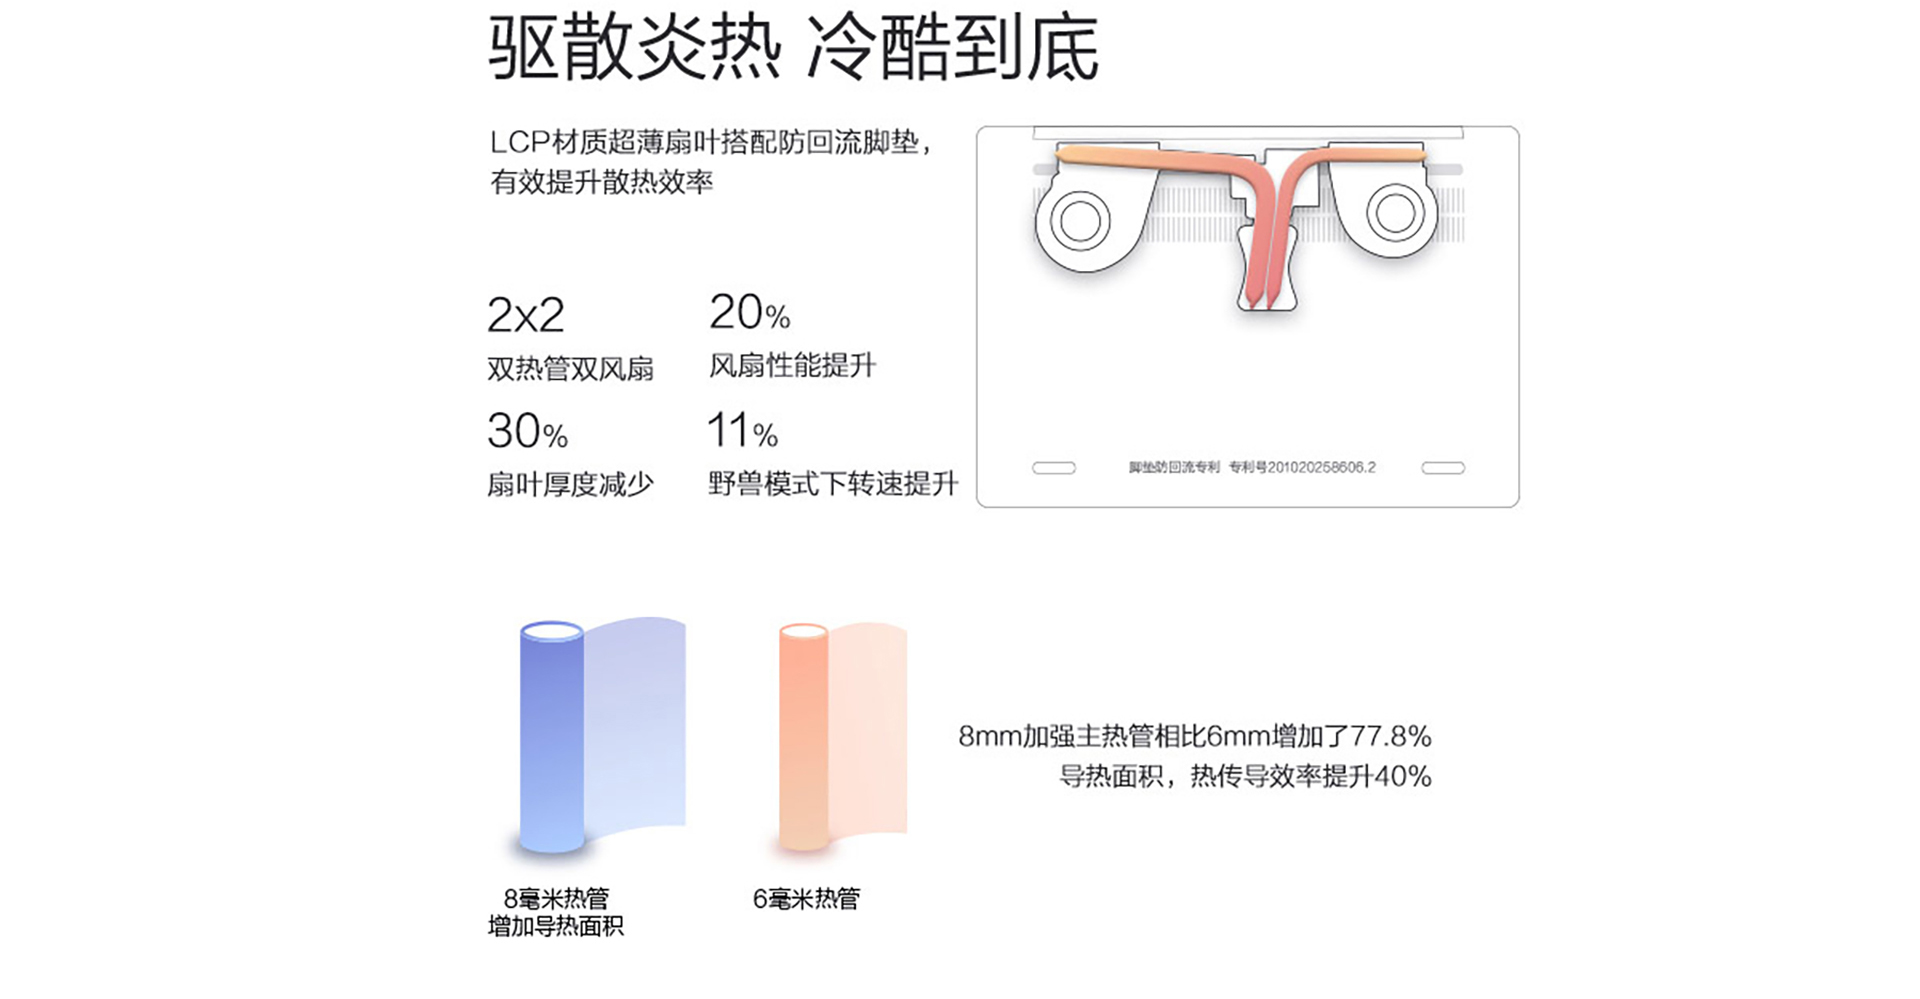 驱散炎热 冷酷到底
LCP材质超薄扇叶搭配防回流脚垫，
有效提升散热效率
2x2
双热管双风扇
20%
风扇性能提升
30%
扇叶厚度减少
11%
野兽模式下转速提升
脚垫防回流专利 专利号201020258606.2
8mm加强主热管相比6mm增加了77.8%
导热面积，热传导效率提升40%
8毫米热管
增加导热面积
6毫米热管